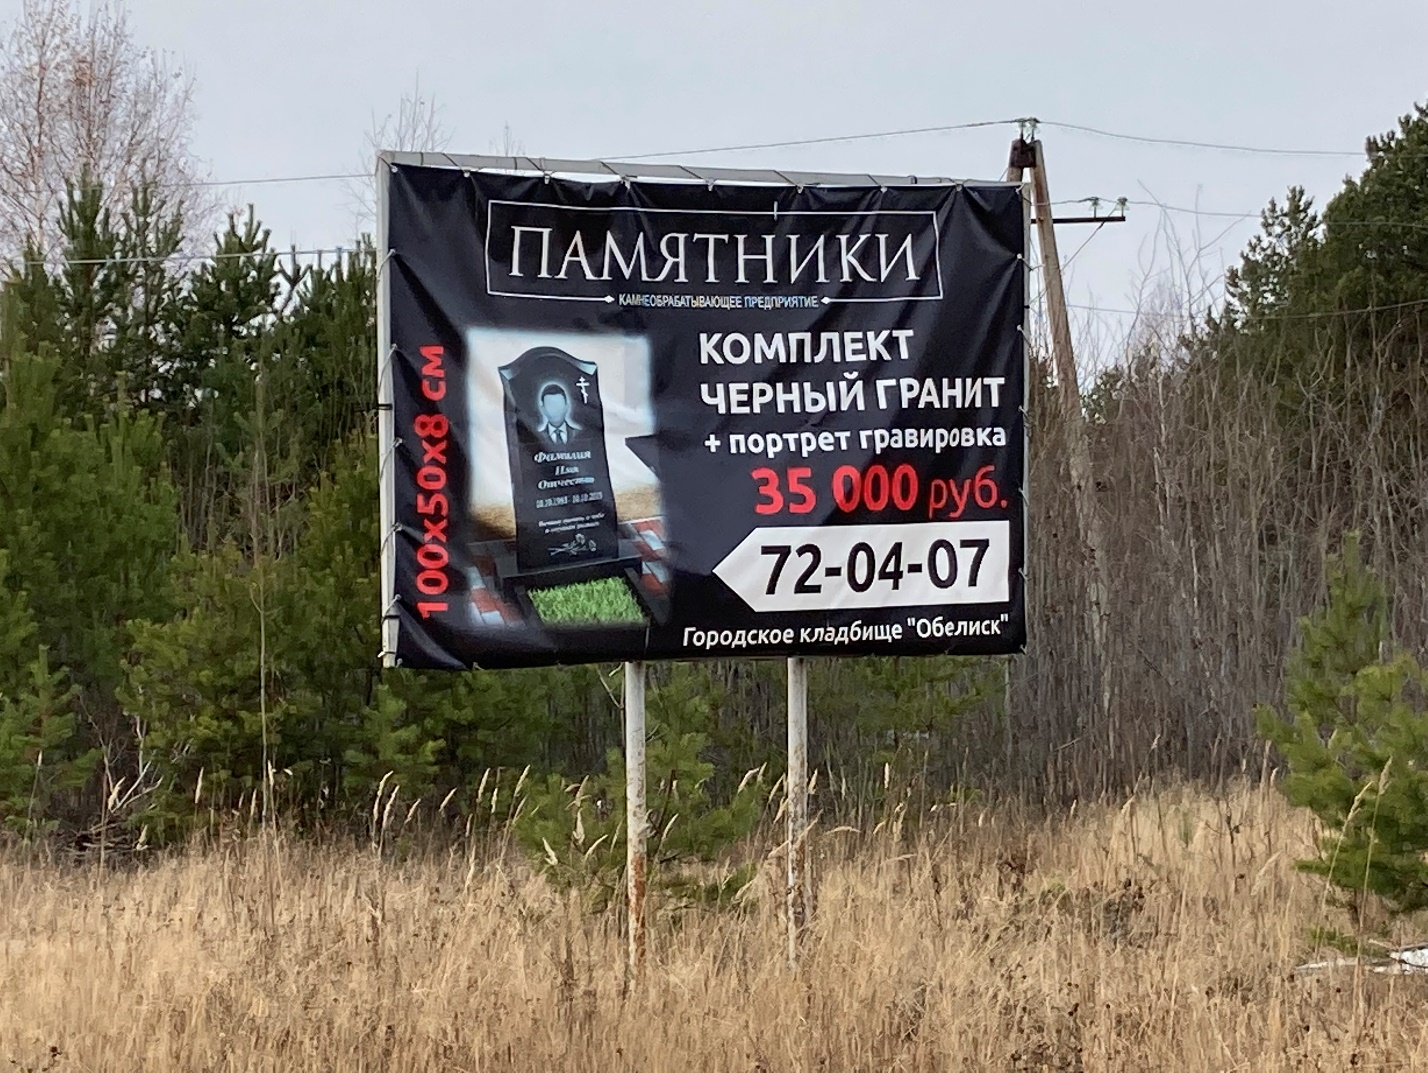 ПАМЯТНИКИ
КАМНЕОБРАБАТЫВАЮЩЕЕ ПРЕДПРИЯТИЕ
100х50х8 см
Фамилия
Имя
Отчество
КОМПЛЕКТ
ЧЕРНЫЙ ГРАНИТ
+ портрет гравировка
35 000 руб.
72-04-07
Городское кладбище "Обелиск"